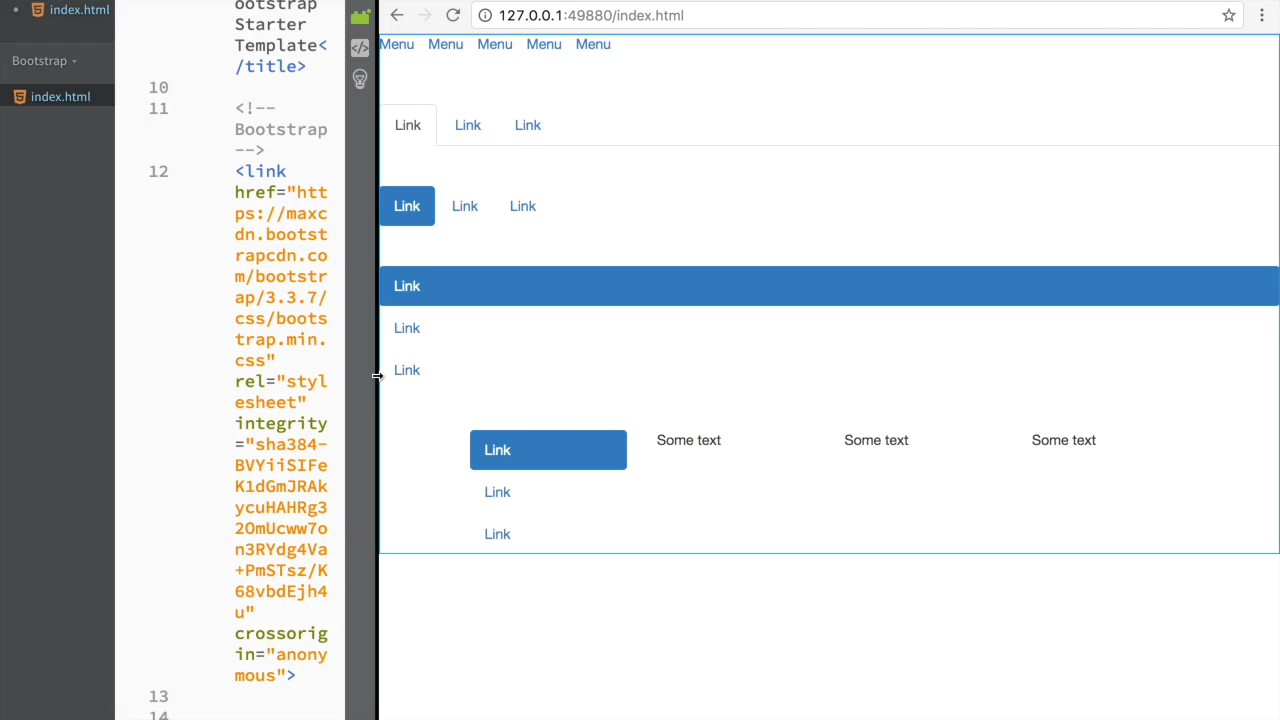 index.html
Bootstrap
index.html
ootstrap
Starter
Template<
/title>
10
11
<!--
Bootstrap
-->
12
<link
href="htt
ps://maxc
dn.bootst
rapcdn.co
m/bootstr
ap/3.3.7/
css/boots
trap.min.
css"
rel="styl
esheet"
integrity
="sha384-
BVYiiSIFe
K1dGmJRAk
ycuHAHRg3
2OmUcww7o
n3RYdg4Va
+PmSTsz/K
68vbdEjh4
u"
crossorig
in="anony
mous">
13
14
127.0.0.1:49880/index.html
Menu Menu Menu Menu Menu
Link Link Link
Link Link Link
Link
Link
Link
Link Some text Some text Some text
Link
Link